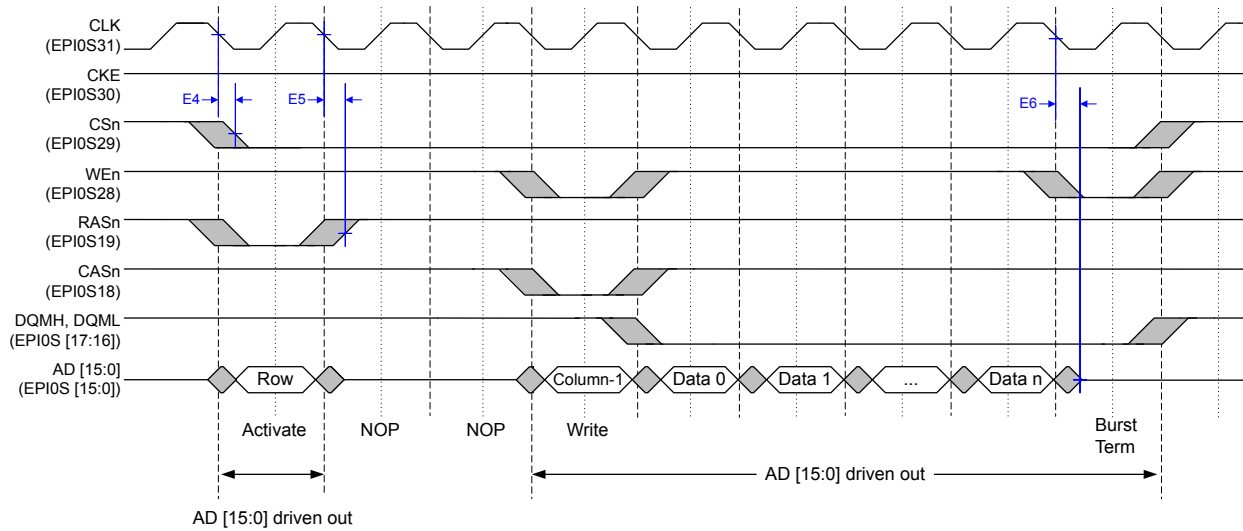 CLK
(EPI0S31)
CKE
(EPI0S30)
E4
E5
E6
CSn
(EPI0S29)
WEn
(EPI0S28)
RASn
(EPI0S19)
CASn
(EPI0S18)
DQMH, DQML
(EPI0S [17:16])
AD [15:0]
(EPI0S [15:0])
Row
Column-1
Data 0
Data 1
...
Data n
Activate
NOP
NOP
Write
Burst
Term
AD [15:0] driven out
AD [15:0] driven out